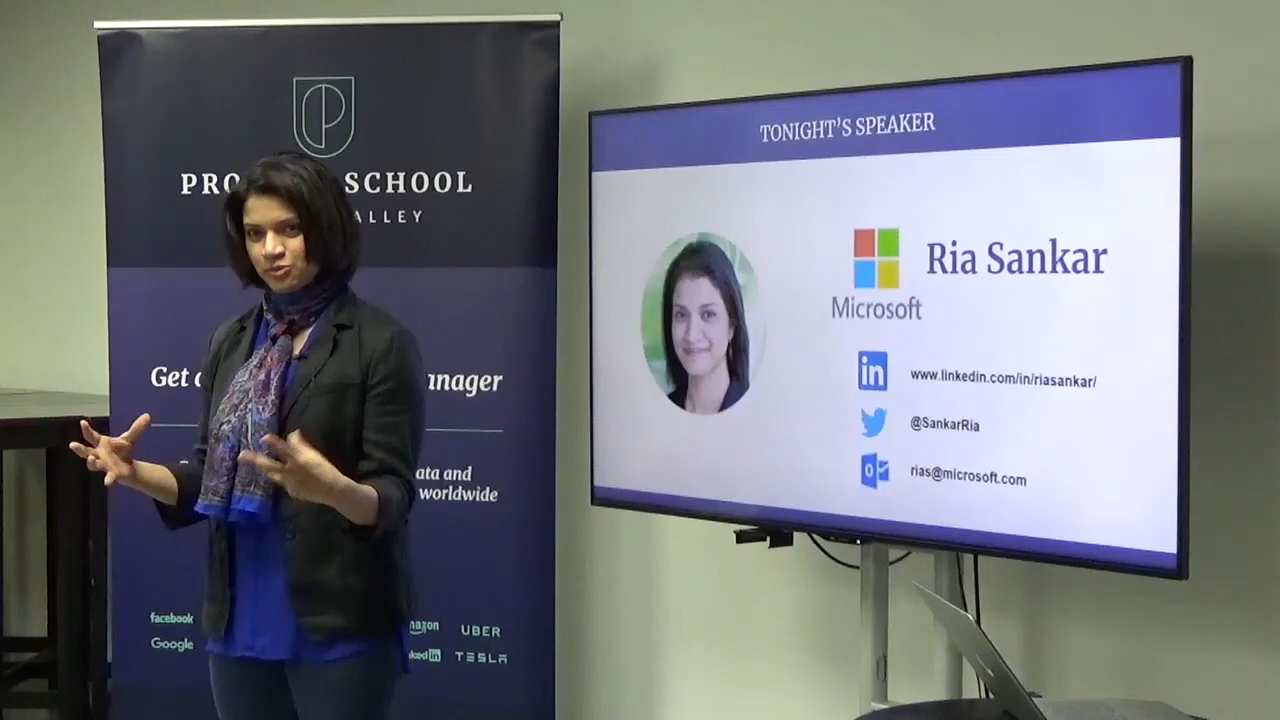 PRO SCHOOL
ALLEY
Get
anager
ata and
worldwide
facebook
amazon
UBER
Google
TESLA
TONIGHT'S SPEAKER
Microsoft
Ria Sankar
in
www.linkedin.com/in/riasankar/
@SankarRia
rias@microsoft.com